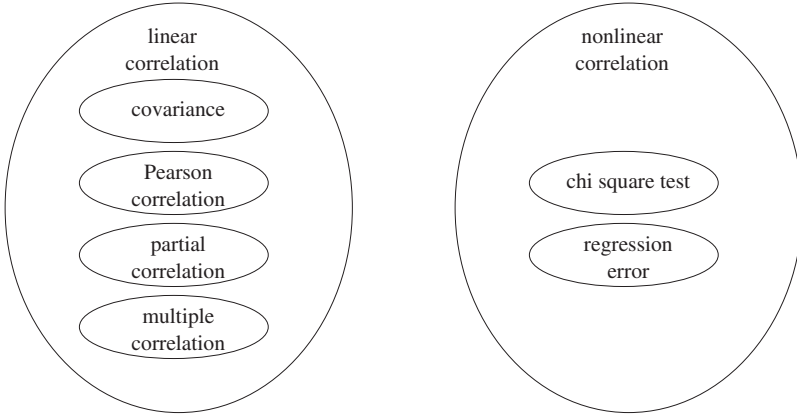 linear
correlation
covariance
Pearson
correlation
partial
correlation
multiple
correlation
nonlinear
correlation
chi square test
regression
error